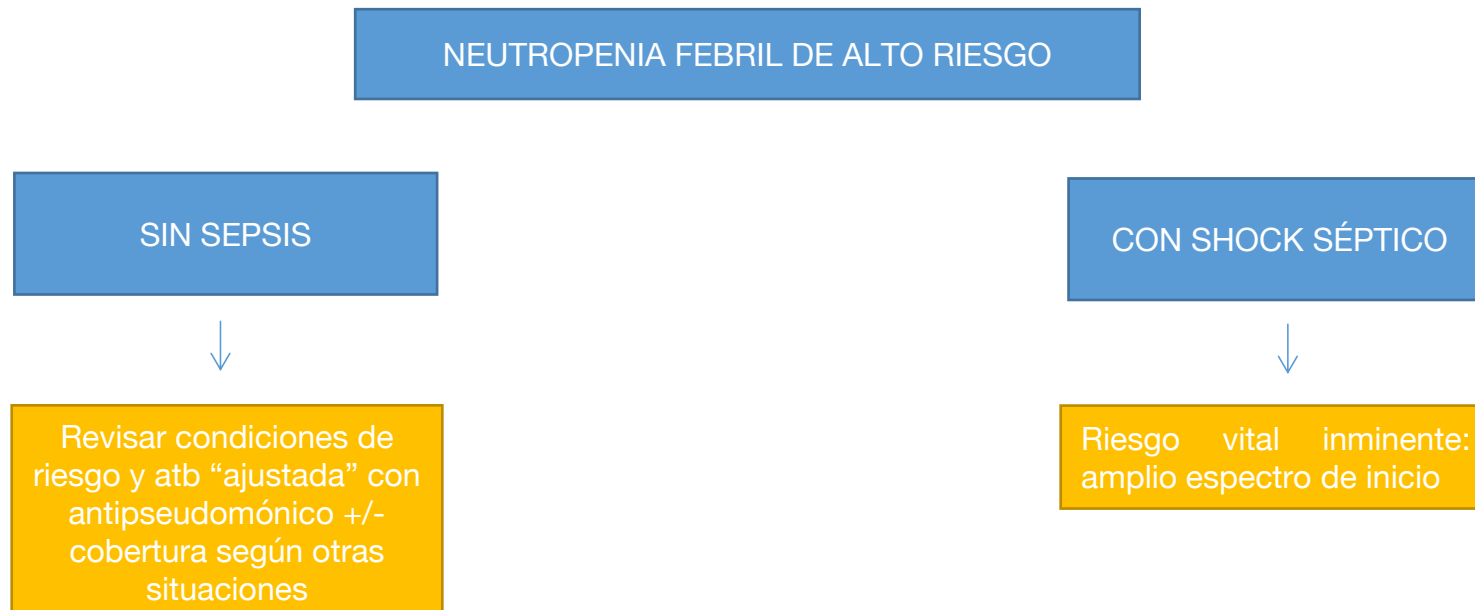 NEUTROPENIA FEBRIL DE ALTO RIESGO
SIN SEPSIS
CON SHOCK SÉPTICO
Revisar condiciones de
riesgo y atb “ajustada” con
antipseudomónico +/-
cobertura según otras
situaciones
Riesgo vital inminente:
amplio espectro de inicio